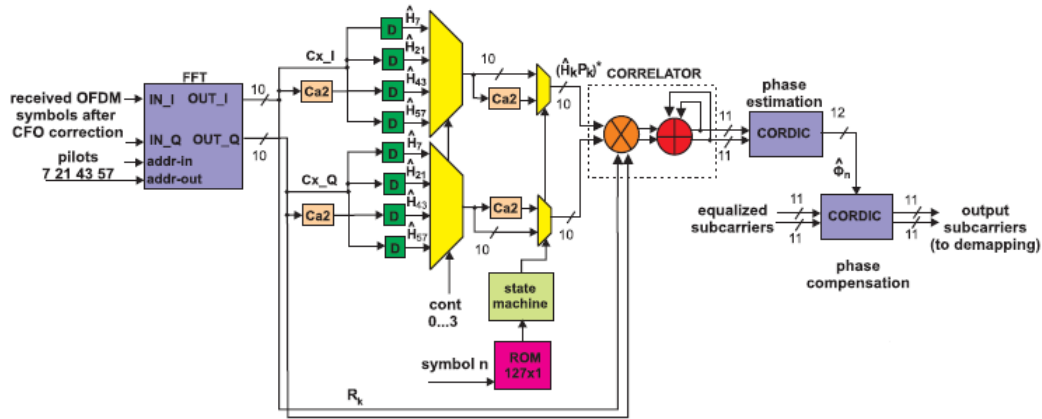 FFT
received OFDM
symbols after
CFO correction
pilots
7 21 43 57
IN_I OUT_I
IN_Q OUT_Q
addr-in
addr-out
10
10
Cx_I
Ca2
D
D
D
D
Ĥ7
Ĥ21
Ĥ43
Ĥ57
Cx_Q
Ca2
D
D
D
D
Ĥ7
Ĥ21
Ĥ43
Ĥ57
10
Ca2
10
Ca2
10
10
(ĤkPk)*
CORRELATOR
cont
0...3
state
machine
symbol n
ROM
127x1
Rk
11
11
phase
estimation
CORDIC
12
Φ̂n
equalized
subcarriers
11
11
CORDIC
11
11
output
subcarriers
(to demapping)
phase
compensation